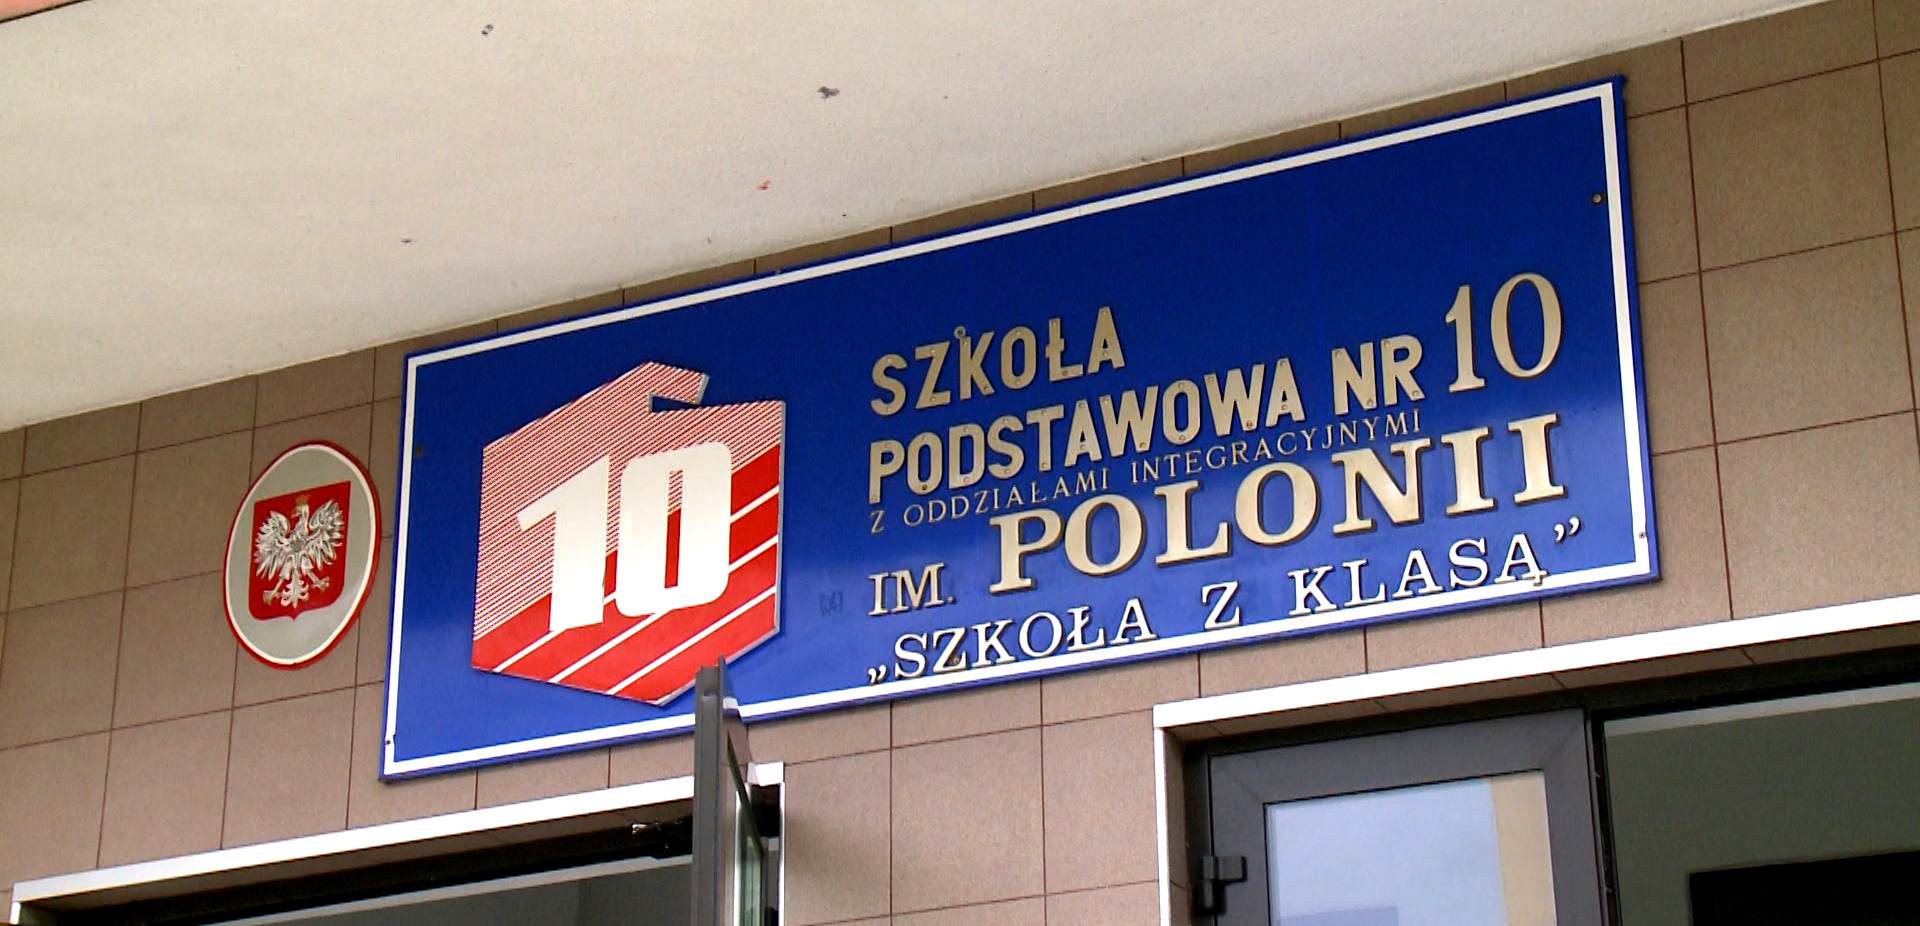 10
SZKOŁA
PODSTAWOWA NR 10
Z ODDZIAŁAMI INTEGRACYJNYMI
IM. POLONII
„SZKOŁA Z KLASĄ”